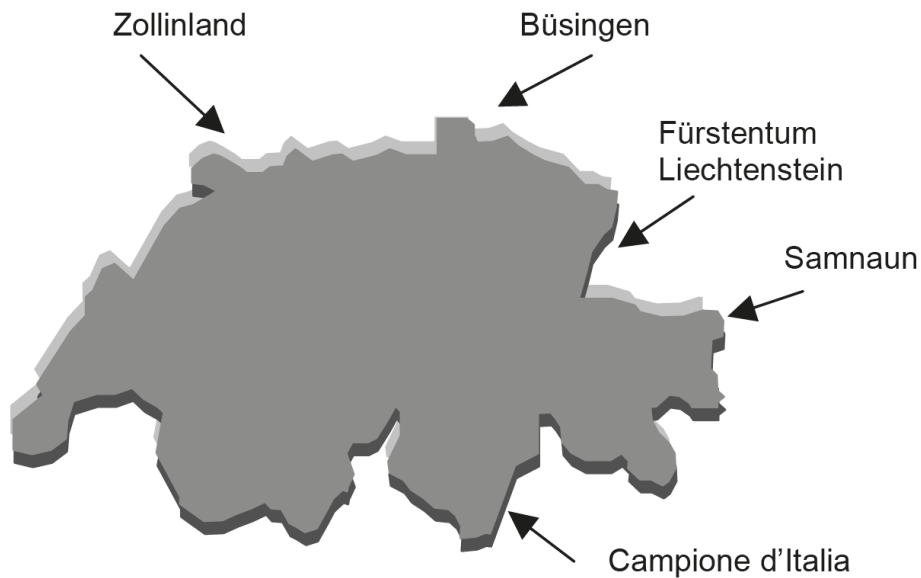 Zollinland
Büsingen
Fürstentum
Liechtenstein
Samnaun
Campione d’Italia